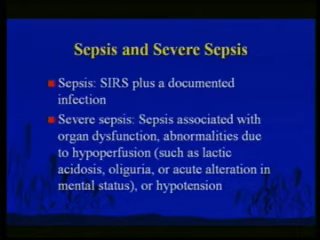 Sepsis and Severe Sepsis
Sepsis: SIRS plus a documented
infection
Severe sepsis: Sepsis associated with
organ dysfunction, abnormalities due
to hypoperfusion (such as lactic
acidosis, oliguria, or acute alteration in
mental status), or hypotension